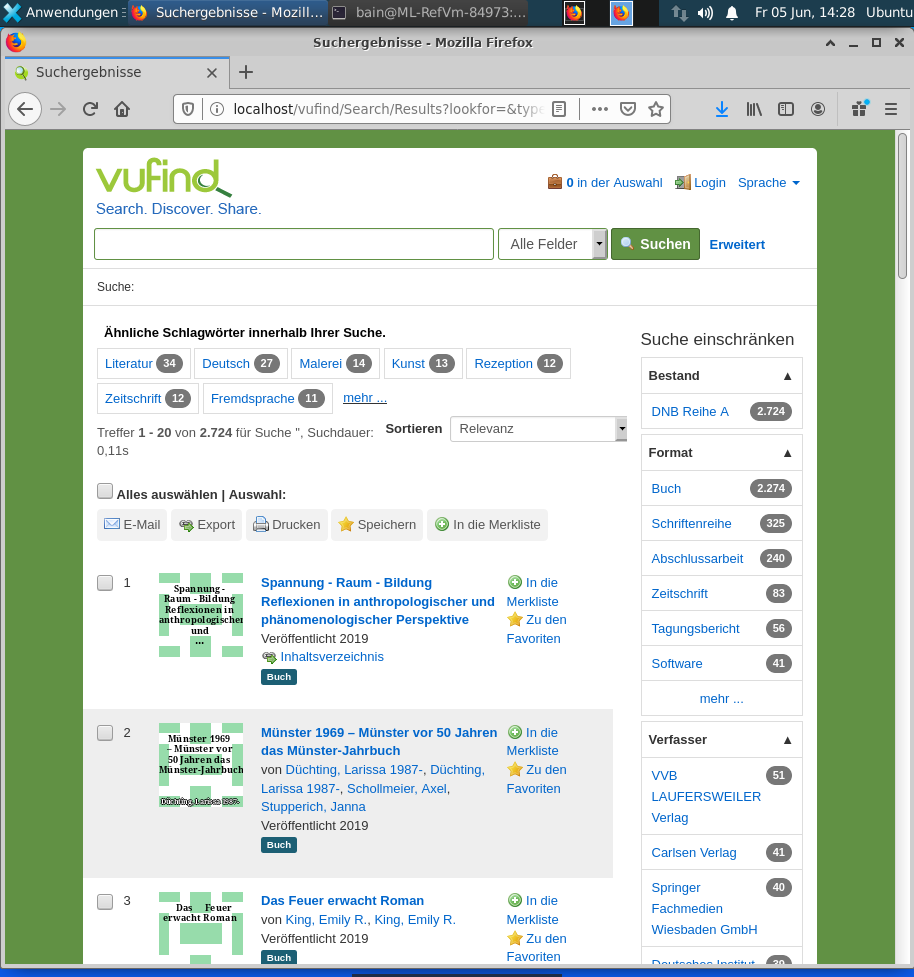 Anwendungen
Suchergebnisse - Mozill...
bain@ML-RefVm-84973:...
Fr 05 Jun, 14:28
Ubuntu
Suchergebnisse - Mozilla Firefox
Suchergebnisse
localhost/vufind/Search/Results?lookfor=&type
vufind
Search. Discover. Share.
0 in der Auswahl
Login
Sprache
Alle Felder
Suchen
Erweitert
Suche:
Ähnliche Schlagwörter innerhalb Ihrer Suche.
Literatur 34
Deutsch 27
Malerei 14
Kunst 13
Rezeption 12
Zeitschrift 12
Fremdsprache 11
mehr ...
Treffer 1 - 20 von 2.724 für Suche '', Suchdauer:
0,11s
Sortieren
Relevanz
Alles auswählen | Auswahl:
E-Mail
Export
Drucken
Speichern
In die Merkliste
1
Spannung -
Raum - Bildung
Reflexionen in
anthropologischer
und
...
Spannung - Raum - Bildung
Reflexionen in anthropologischer und
phänomenologischer Perspektive
Veröffentlicht 2019
Inhaltsverzeichnis
Buch
In die
Merkliste
Zu den
Favoriten
2
Münster 1969
– Münster vor
50 Jahren das
Münster-Jahrbuch
Düchting, Larissa 1987-
Münster 1969 – Münster vor 50 Jahren
das Münster-Jahrbuch
von Düchting, Larissa 1987-, Düchting,
Larissa 1987-, Schollmeier, Axel,
Stupperich, Janna
Veröffentlicht 2019
Buch
In die
Merkliste
Zu den
Favoriten
3
Das Feuer
erwacht Roman
Das Feuer erwacht Roman
von King, Emily R., King, Emily R.
Veröffentlicht 2019
Buch
In die
Merkliste
Zu den
Favoriten
Suche einschränken
Bestand
DNB Reihe A 2.724
Format
Buch 2.274
Schriftenreihe 325
Abschlussarbeit 240
Zeitschrift 83
Tagungsbericht 56
Software 41
mehr ...
Verfasser
VVB 51
LAUFERSWEILER
Verlag
Carlsen Verlag 41
Springer 40
Fachmedien
Wiesbaden GmbH
Deutsches Institut 39